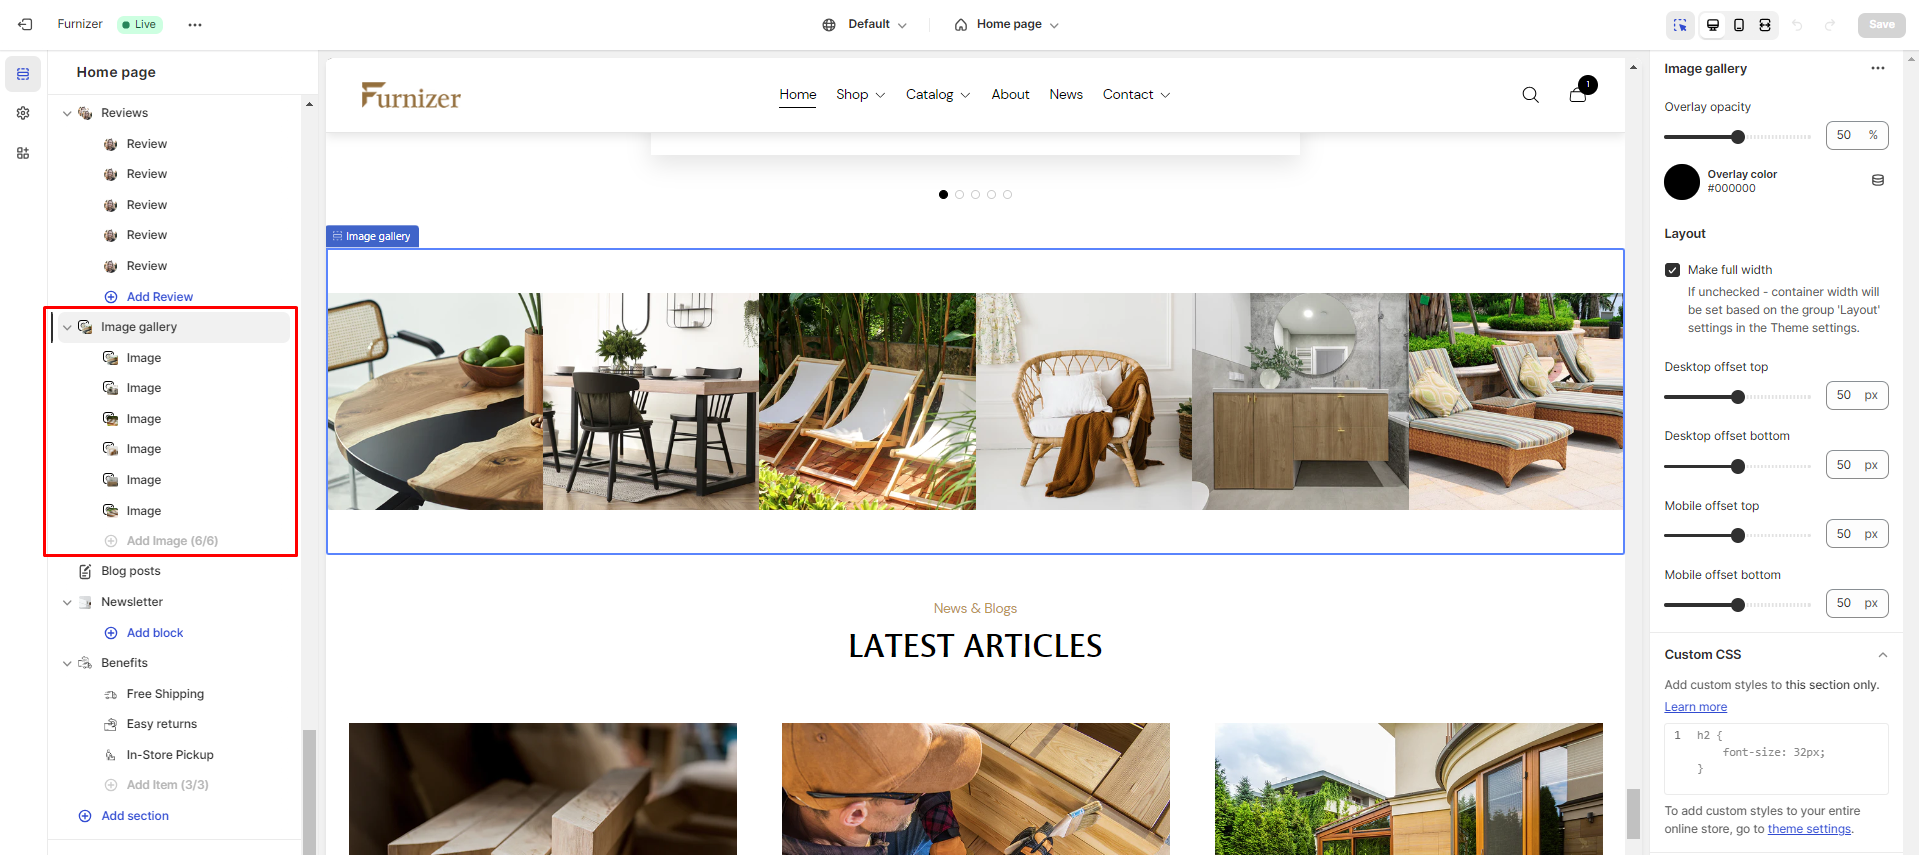 Furnizer
Live
Default
Home page
Save
Home page
Reviews
Review
Review
Review
Review
Review
Add Review
Image gallery
Image
Image
Image
Image
Image
Image
Add Image (6/6)
Blog posts
Newsletter
Add block
Benefits
Free Shipping
Easy returns
In-Store Pickup
Add Item (3/3)
Add section
Furnizer
Home Shop Catalog About News Contact
1
Image gallery
News & Blogs
LATEST ARTICLES
Image gallery
Overlay opacity
50 %
Overlay color
#000000
Layout
Make full width
If unchecked - container width will
be set based on the group 'Layout'
settings in the Theme settings.
Desktop offset top
50 px
Desktop offset bottom
50 px
Mobile offset top
50 px
Mobile offset bottom
50 px
Custom CSS
Add custom styles to this section only.
Learn more
1 h2 {
font-size: 32px;
}
To add custom styles to your entire
online store, go to theme settings.